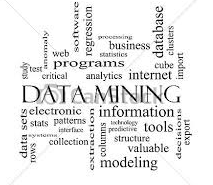 software
regression
anomaly
web
processing
business
statistics
database
cube
clusters
study
test
programs
critical
analytics
internet
import
DATA MINING
data sets
rows
electronic
stats
patterns
systems
interface
collection
extraction
information
technology
predictive
tools
structure
columns
valuable
modeling
decisions
export